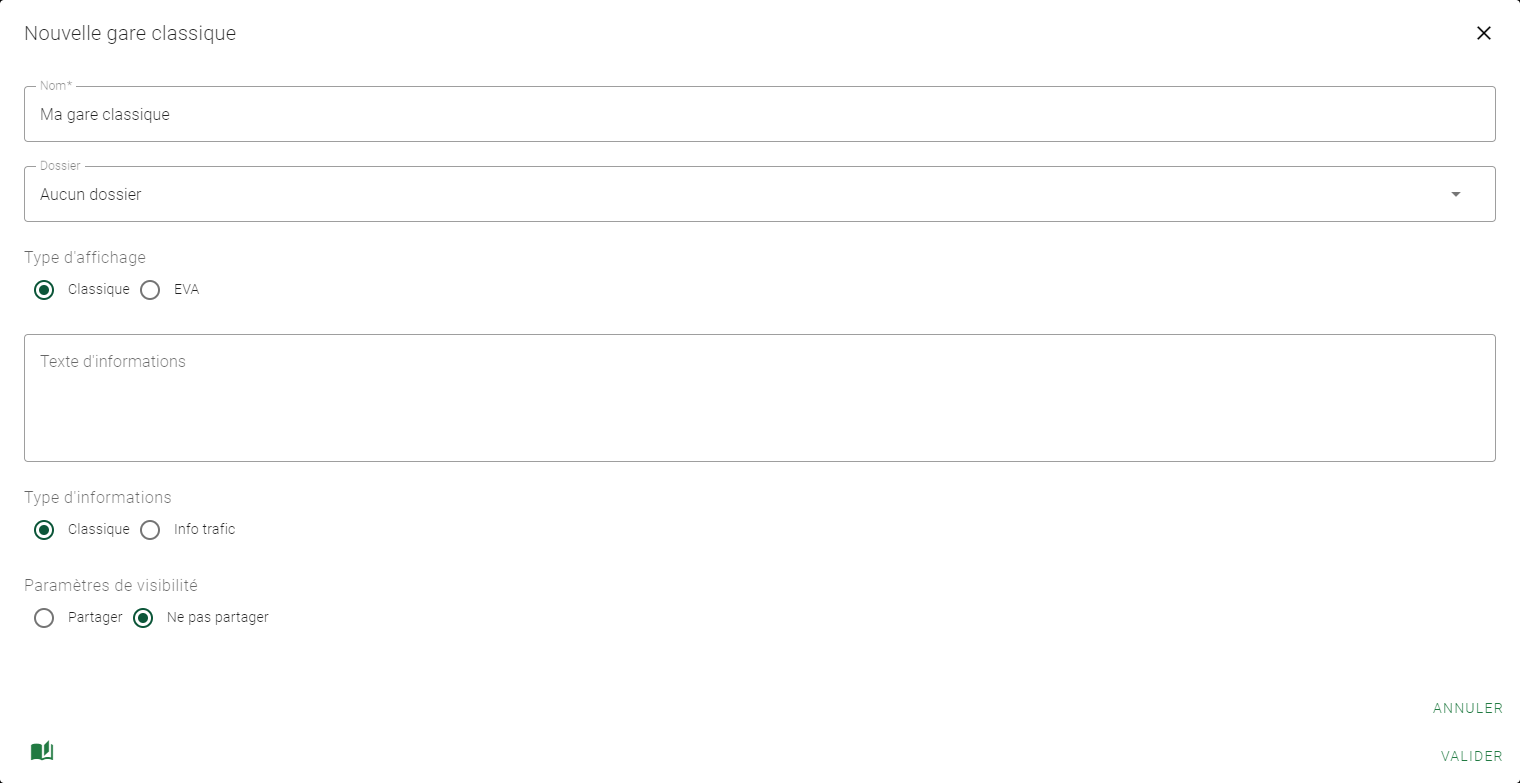 Nouvelle gare classique
Nom*
Ma gare classique
Dossier
Aucun dossier
Type d'affichage
Classique EVA
Texte d'informations
Type d'informations
Classique Info trafic
Paramètres de visibilité
Partager Ne pas partager
ANNULER
VALIDER